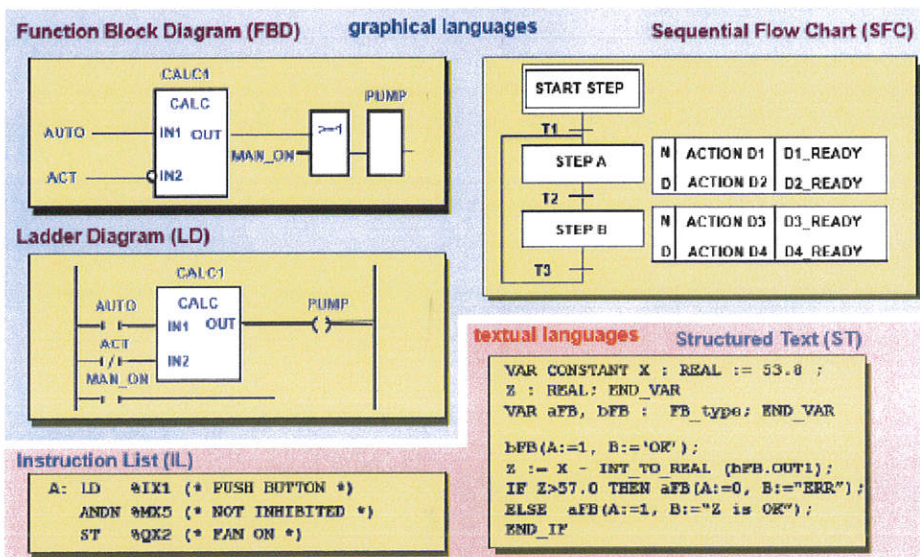 Function Block Diagram (FBD)
graphical languages
Sequential Flow Chart (SFC)
CALC1
CALC
PUMP
AUTO
IN1 OUT
>=1
MAN_ON
ACT
IN2
START STEP
T1
STEP A
N ACTION D1 D1_READY
D ACTION D2 D2_READY
T2
STEP B
N ACTION D3 D3_READY
D ACTION D4 D4_READY
T3
Ladder Diagram (LD)
CALC1
AUTO
CALC
PUMP
IN1 OUT
ACT
IN2
MAN_ON
textual languages
Structured Text (ST)
VAR CONSTANT X : REAL := 53.8 ;
Z : REAL; END_VAR
VAR aFB, bFB : FB_type; END_VAR
bFB(A:=1, B:='OK');
Z := X - INT_TO_REAL (bFB.OUT1);
IF Z>57.0 THEN aFB(A:=0, B:="ERR");
ELSE aFB(A:=1, B:="Z is OK");
END_IF
Instruction List (IL)
A: LD %IX1 (* PUSH BUTTON *)
ANDN %MX5 (* NOT INHIBITED *)
ST %QX2 (* FAN ON *)